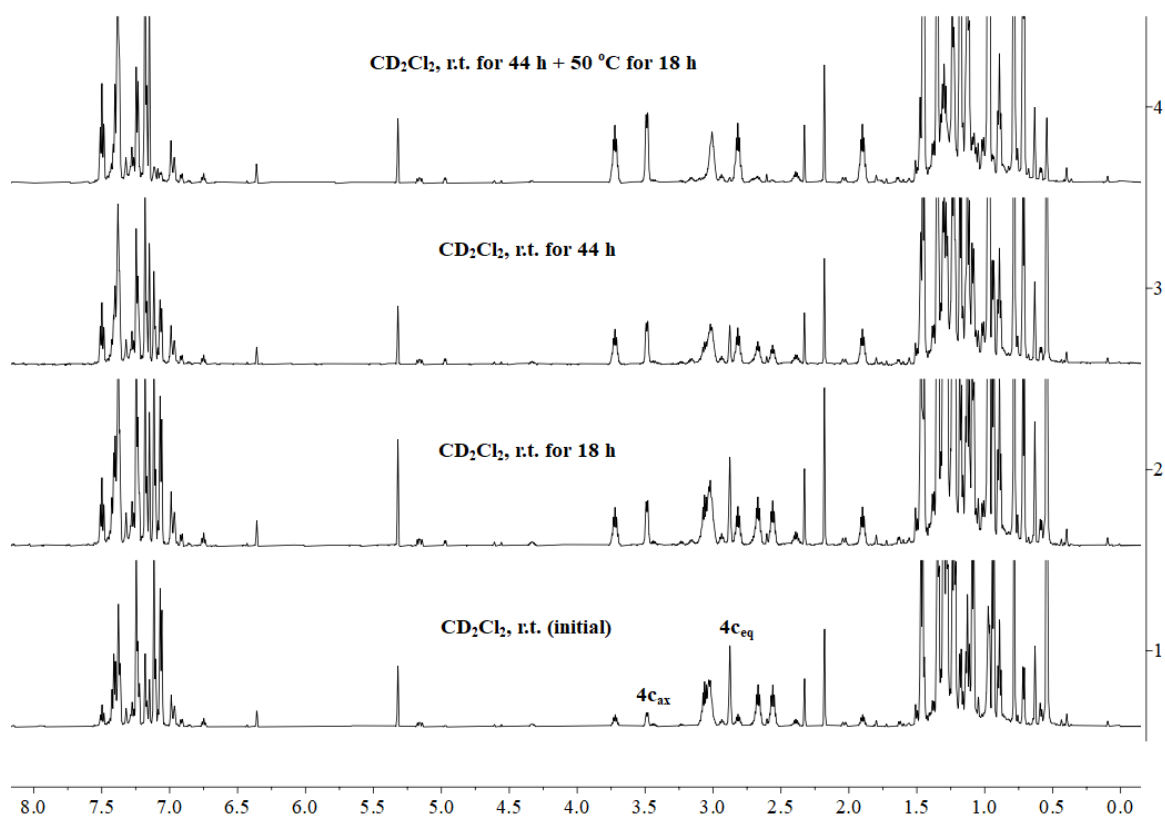 CD₂Cl₂, r.t. for 44 h + 50 °C for 18 h
4
CD₂Cl₂, r.t. for 44 h
3
CD₂Cl₂, r.t. for 18 h
2
CD₂Cl₂, r.t. (initial)
4c_eq
1
4c_ax
8.0 7.5 7.0 6.5 6.0 5.5 5.0 4.5 4.0 3.5 3.0 2.5 2.0 1.5 1.0 0.5 0.0